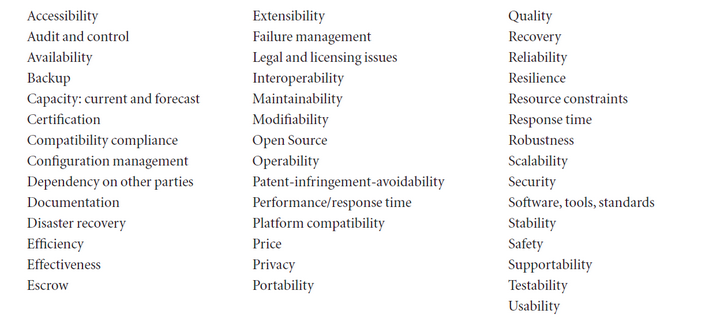 Accessibility
Audit and control
Availability
Backup
Capacity: current and forecast
Certification
Compatibility compliance
Configuration management
Dependency on other parties
Documentation
Disaster recovery
Efficiency
Effectiveness
Escrow
Extensibility
Failure management
Legal and licensing issues
Interoperability
Maintainability
Modifiability
Open Source
Operability
Patent-infringement-avoidability
Performance/response time
Platform compatibility
Price
Privacy
Portability
Quality
Recovery
Reliability
Resilience
Resource constraints
Response time
Robustness
Scalability
Security
Software, tools, standards
Stability
Safety
Supportability
Testability
Usability